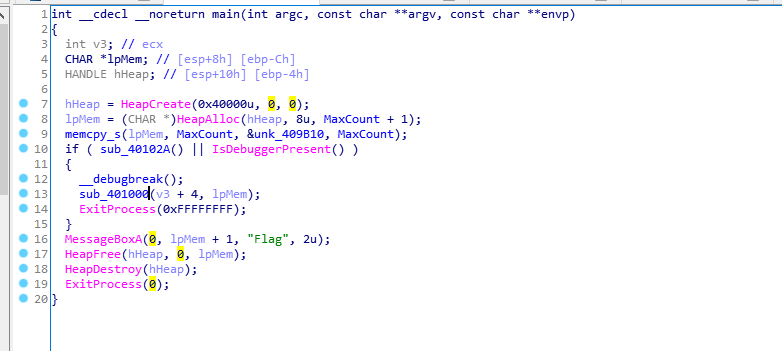 1 int __cdecl __noreturn main(int argc, const char **argv, const char **envp)
2 {
3   int v3; // ecx
4   CHAR *lpMem; // [esp+8h] [ebp-Ch]
5   HANDLE hHeap; // [esp+10h] [ebp-4h]
6
7   hHeap = HeapCreate(0x40000u, 0, 0);
8   lpMem = (CHAR *)HeapAlloc(hHeap, 8u, MaxCount + 1);
9   memcpy_s(lpMem, MaxCount, &unk_409B10, MaxCount);
10   if ( sub_40102A() || IsDebuggerPresent() )
11   {
12     __debugbreak();
13     sub_401000(v3 + 4, lpMem);
14     ExitProcess(0xFFFFFFFF);
15   }
16   MessageBoxA(0, lpMem + 1, "Flag", 2u);
17   HeapFree(hHeap, 0, lpMem);
18   HeapDestroy(hHeap);
19   ExitProcess(0);
20 }